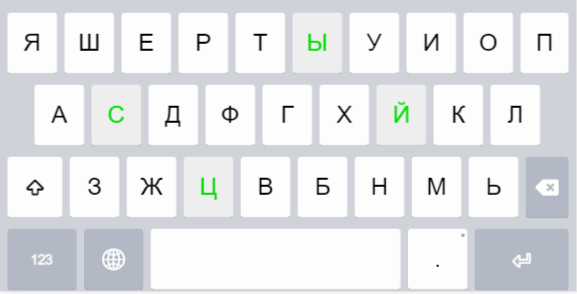 Я Ш Е Р Т Ы У И О П
А С Д Ф Г Х Й К Л
З Ж Ц В Б Н М Ь
123 .